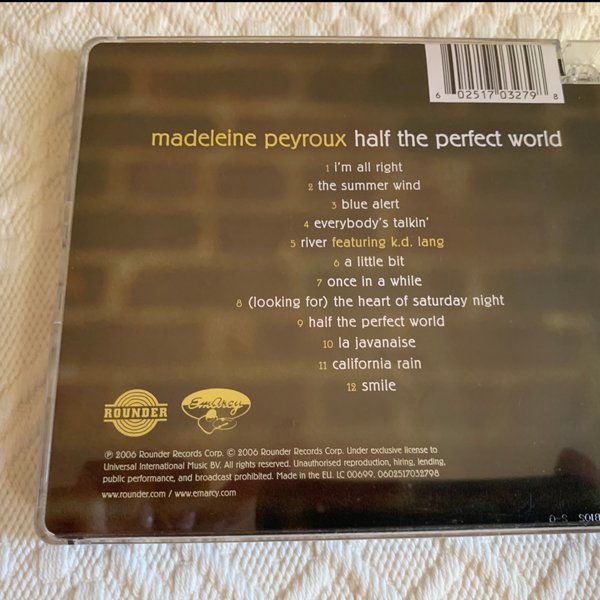 6 02517 03279 8
madeleine peyroux half the perfect world
1 i'm all right
2 the summer wind
3 blue alert
4 everybody's talkin'
5 river featuring k.d. lang
6 a little bit
7 once in a while
8 (looking for) the heart of saturday night
9 half the perfect world
10 la javanaise
11 california rain
12 smile
ROUNDER EmArcy
℗ 2006 Rounder Records Corp. © 2006 Rounder Records Corp. Under exclusive license to
Universal International Music BV. All rights reserved. Unauthorised reproduction, hiring, lending,
public performance, and broadcast prohibited. Made in the EU. LC 00699. 0602517032798
www.rounder.com / www.emarcy.com